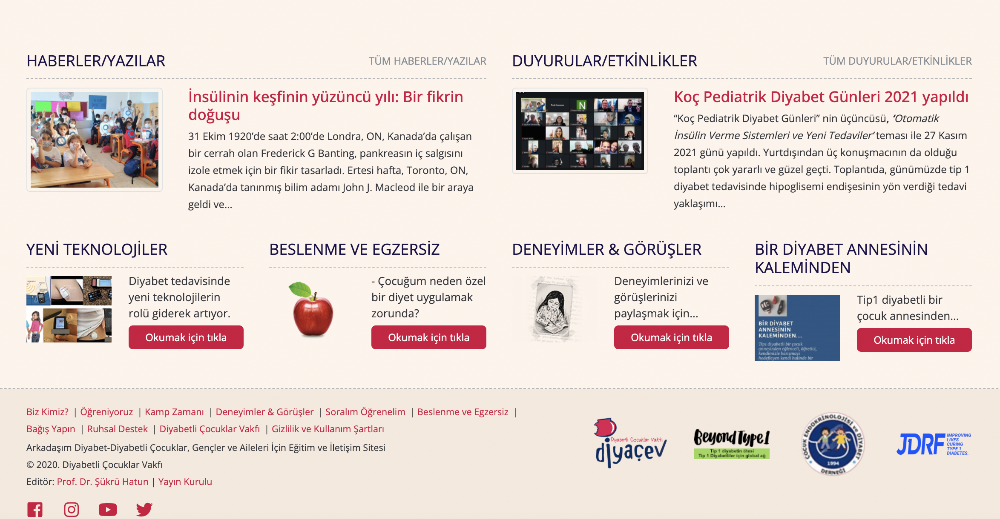 HABERLER/YAZILAR
TÜM HABERLER/YAZILAR
İnsülinin keşfinin yüzüncü yılı: Bir fikrin
doğuşu
31 Ekim 1920’de saat 2:00’de Londra, ON, Kanada’da çalışan
bir cerrah olan Frederick G Banting, pankreasın iç salgısını
izole etmek için bir fikir tasarladı. Ertesi hafta, Toronto, ON,
Kanada’da tanınmış bilim adamı John J. Macleod ile bir araya
geldi ve...
DUYURULAR/ETKİNLİKLER
TÜM DUYURULAR/ETKİNLİKLER
N
Koç Pediatrik Diyabet Günleri 2021 yapıldı
“Koç Pediatrik Diyabet Günleri” nin üçüncüsü, ‘Otomatik
İnsülin Verme Sistemleri ve Yeni Tedaviler’ teması ile 27 Kasım
2021 günü yapıldı. Yurtdışından üç konuşmacının da olduğu
toplantı çok yararlı ve güzel geçti. Toplantıda, günümüzde tip 1
diyabet tedavisinde hipoglisemi endişesinin yön verdiği tedavi
yaklaşımı...
YENİ TEKNOLOJİLER
Diyabet tedavisinde
yeni teknolojilerin
rolü giderek artıyor.
Okumak için tıkla
BESLENME VE EGZERSİZ
- Çocuğum neden özel
bir diyet uygulamak
zorunda?
Okumak için tıkla
DENEYİMLER & GÖRÜŞLER
Deneyimlerinizi ve
görüşlerinizi
paylaşmak için...
Okumak için tıkla
BİR DİYABET ANNESİNİN
KALEMİNDEN
BİR DİYABET
ANNESİNİN
KALEMİNDEN....
Tip1 diyabetli bir çocuk
annesinden eğlenceli, öğretici,
kendimizle barışmayı
hedefleyen kendi halinde bir
Tip1 diyabetli bir
çocuk annesinden...
Okumak için tıkla
Biz Kimiz? | Öğreniyoruz | Kamp Zamanı | Deneyimler & Görüşler | Soralım Öğrenelim | Beslenme ve Egzersiz |
Bağış Yapın | Ruhsal Destek | Diyabetli Çocuklar Vakfı | Gizlilik ve Kullanım Şartları
Arkadaşım Diyabet-Diyabetli Çocuklar, Gençler ve Aileleri İçin Eğitim ve İletişim Sitesi
© 2020. Diyabetli Çocuklar Vakfı
Editör: Prof. Dr. Şükrü Hatun | Yayın Kurulu
Diyabetli Çocuklar Vakfı
diyaçev
Beyond Type 1
Tip 1 diyabetin ötesi
Tip 1 Diyabetliler için global ağ
ÇOCUK ENDOKRİNOLOJİSİ ve DİYABET
1994
DERNEĞİ
JDRF
IMPROVING
LIVES
CURING
TYPE 1
DIABETES.